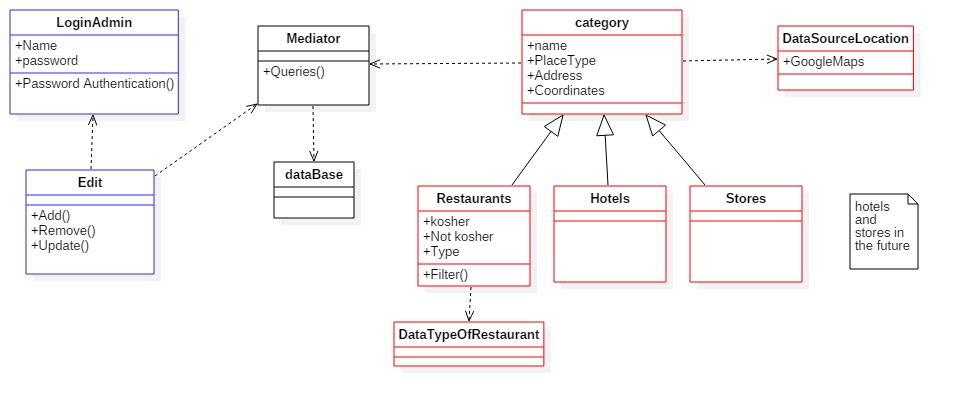 LoginAdmin
+Name
+password
+Password Authentication()
Mediator
+Queries()
category
+name
+PlaceType
+Address
+Coordinates
DataSourceLocation
+GoogleMaps
Edit
+Add()
+Remove()
+Update()
dataBase
Restaurants
+kosher
+Not kosher
+Type
+Filter()
Hotels
Stores
hotels
and
stores in
the future
DataTypeOfRestaurant